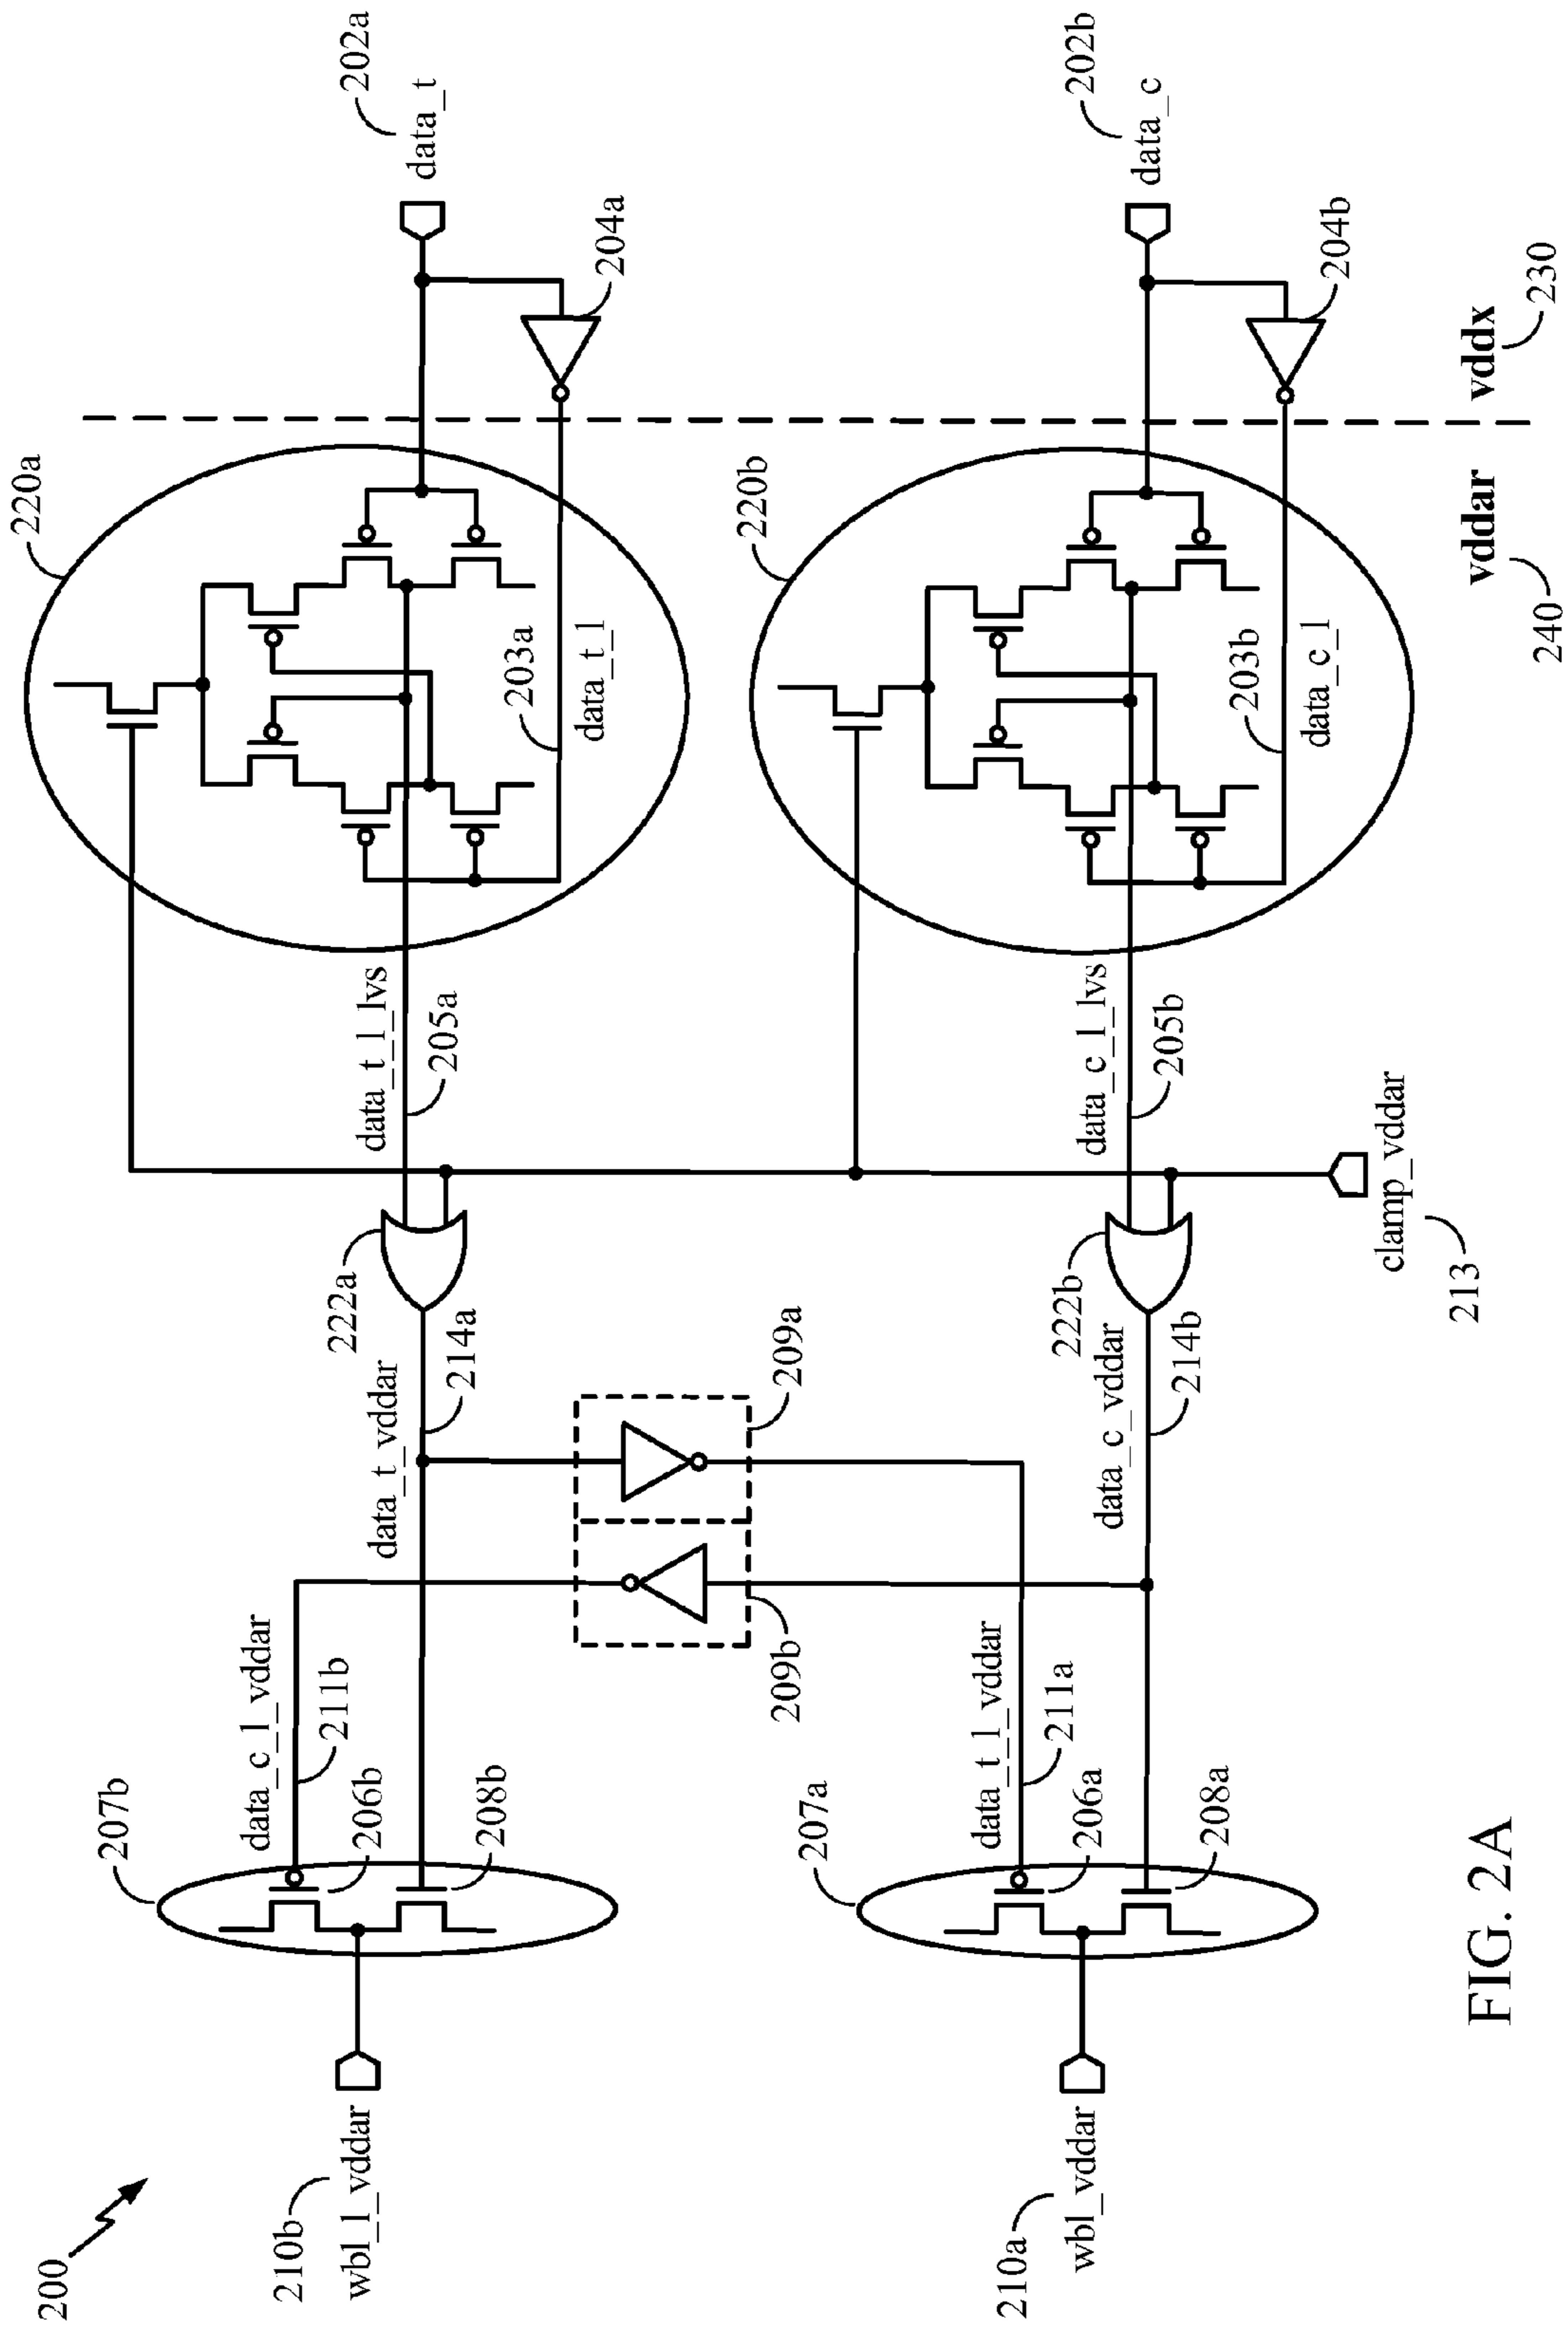 200
210b
wbl_l_vddar
207b
data_c_l_vddar
211b
206b
208b
data_t_vddar
214a
222a
data_t_l_lvs
205a
220a
203a
data_t_l
204a
202a
data_t
209a
209b
210a
wbl_vddar
207a
data_t_l_vddar
211a
206a
208a
data_c_vddar
214b
222b
data_c_l_lvs
205b
220b
203b
data_c_l
204b
202b
data_c
clamp_vddar
213
vddar
240
vddx
230
FIG. 2A